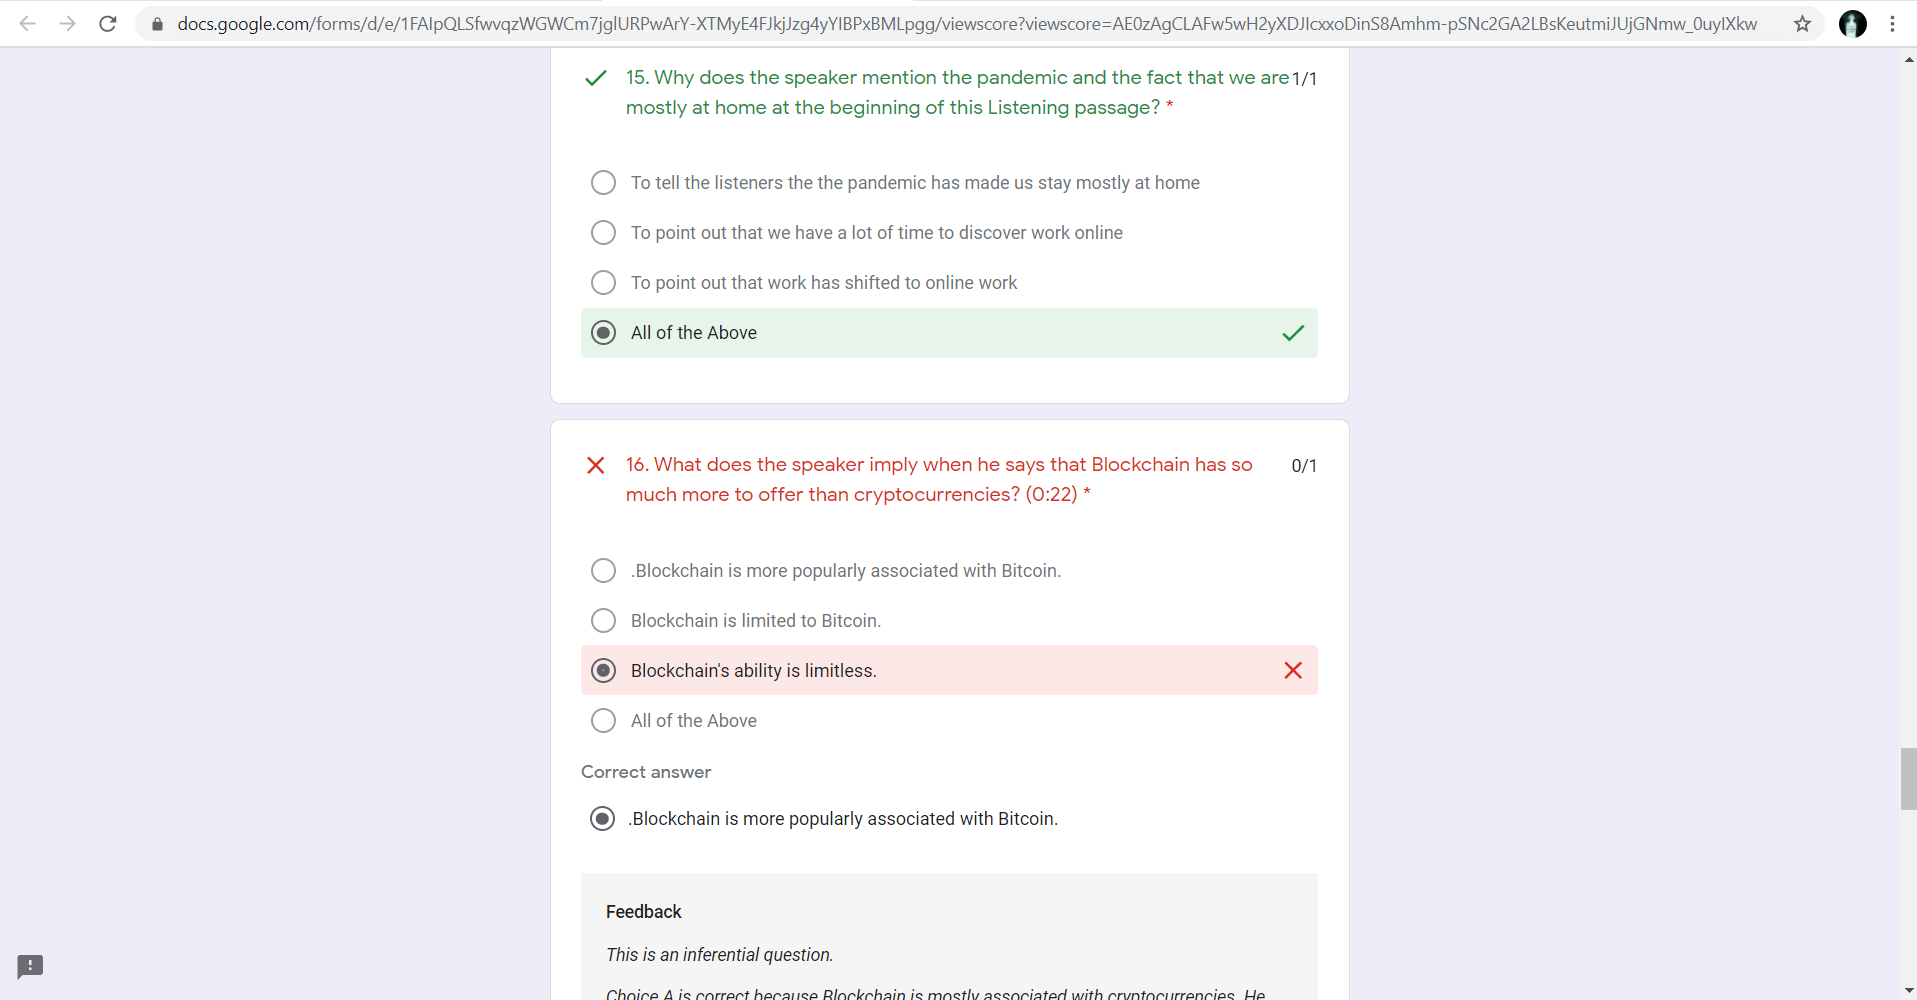 docs.google.com/forms/d/e/1FAIpQLSfwvqzWGWCm7jglURPwArY-XTMyE4FJkjJzg4yYIBPxBMLpgg/viewscore?viewscore=AE0zAgCLAFw5wH2yXDJIcxxoDinS8Amhm-pSNc2GA2LBsKeutmiJUjGNmw_0uyIXkw
15. Why does the speaker mention the pandemic and the fact that we are 1/1
mostly at home at the beginning of this Listening passage? *
To tell the listeners the the pandemic has made us stay mostly at home
To point out that we have a lot of time to discover work online
To point out that work has shifted to online work
All of the Above
16. What does the speaker imply when he says that Blockchain has so 0/1
much more to offer than cryptocurrencies? (0:22) *
.Blockchain is more popularly associated with Bitcoin.
Blockchain is limited to Bitcoin.
Blockchain's ability is limitless.
All of the Above
Correct answer
.Blockchain is more popularly associated with Bitcoin.
Feedback
This is an inferential question.
Choice A is correct because Blockchain is mostly associated with cryptocurrencies. He